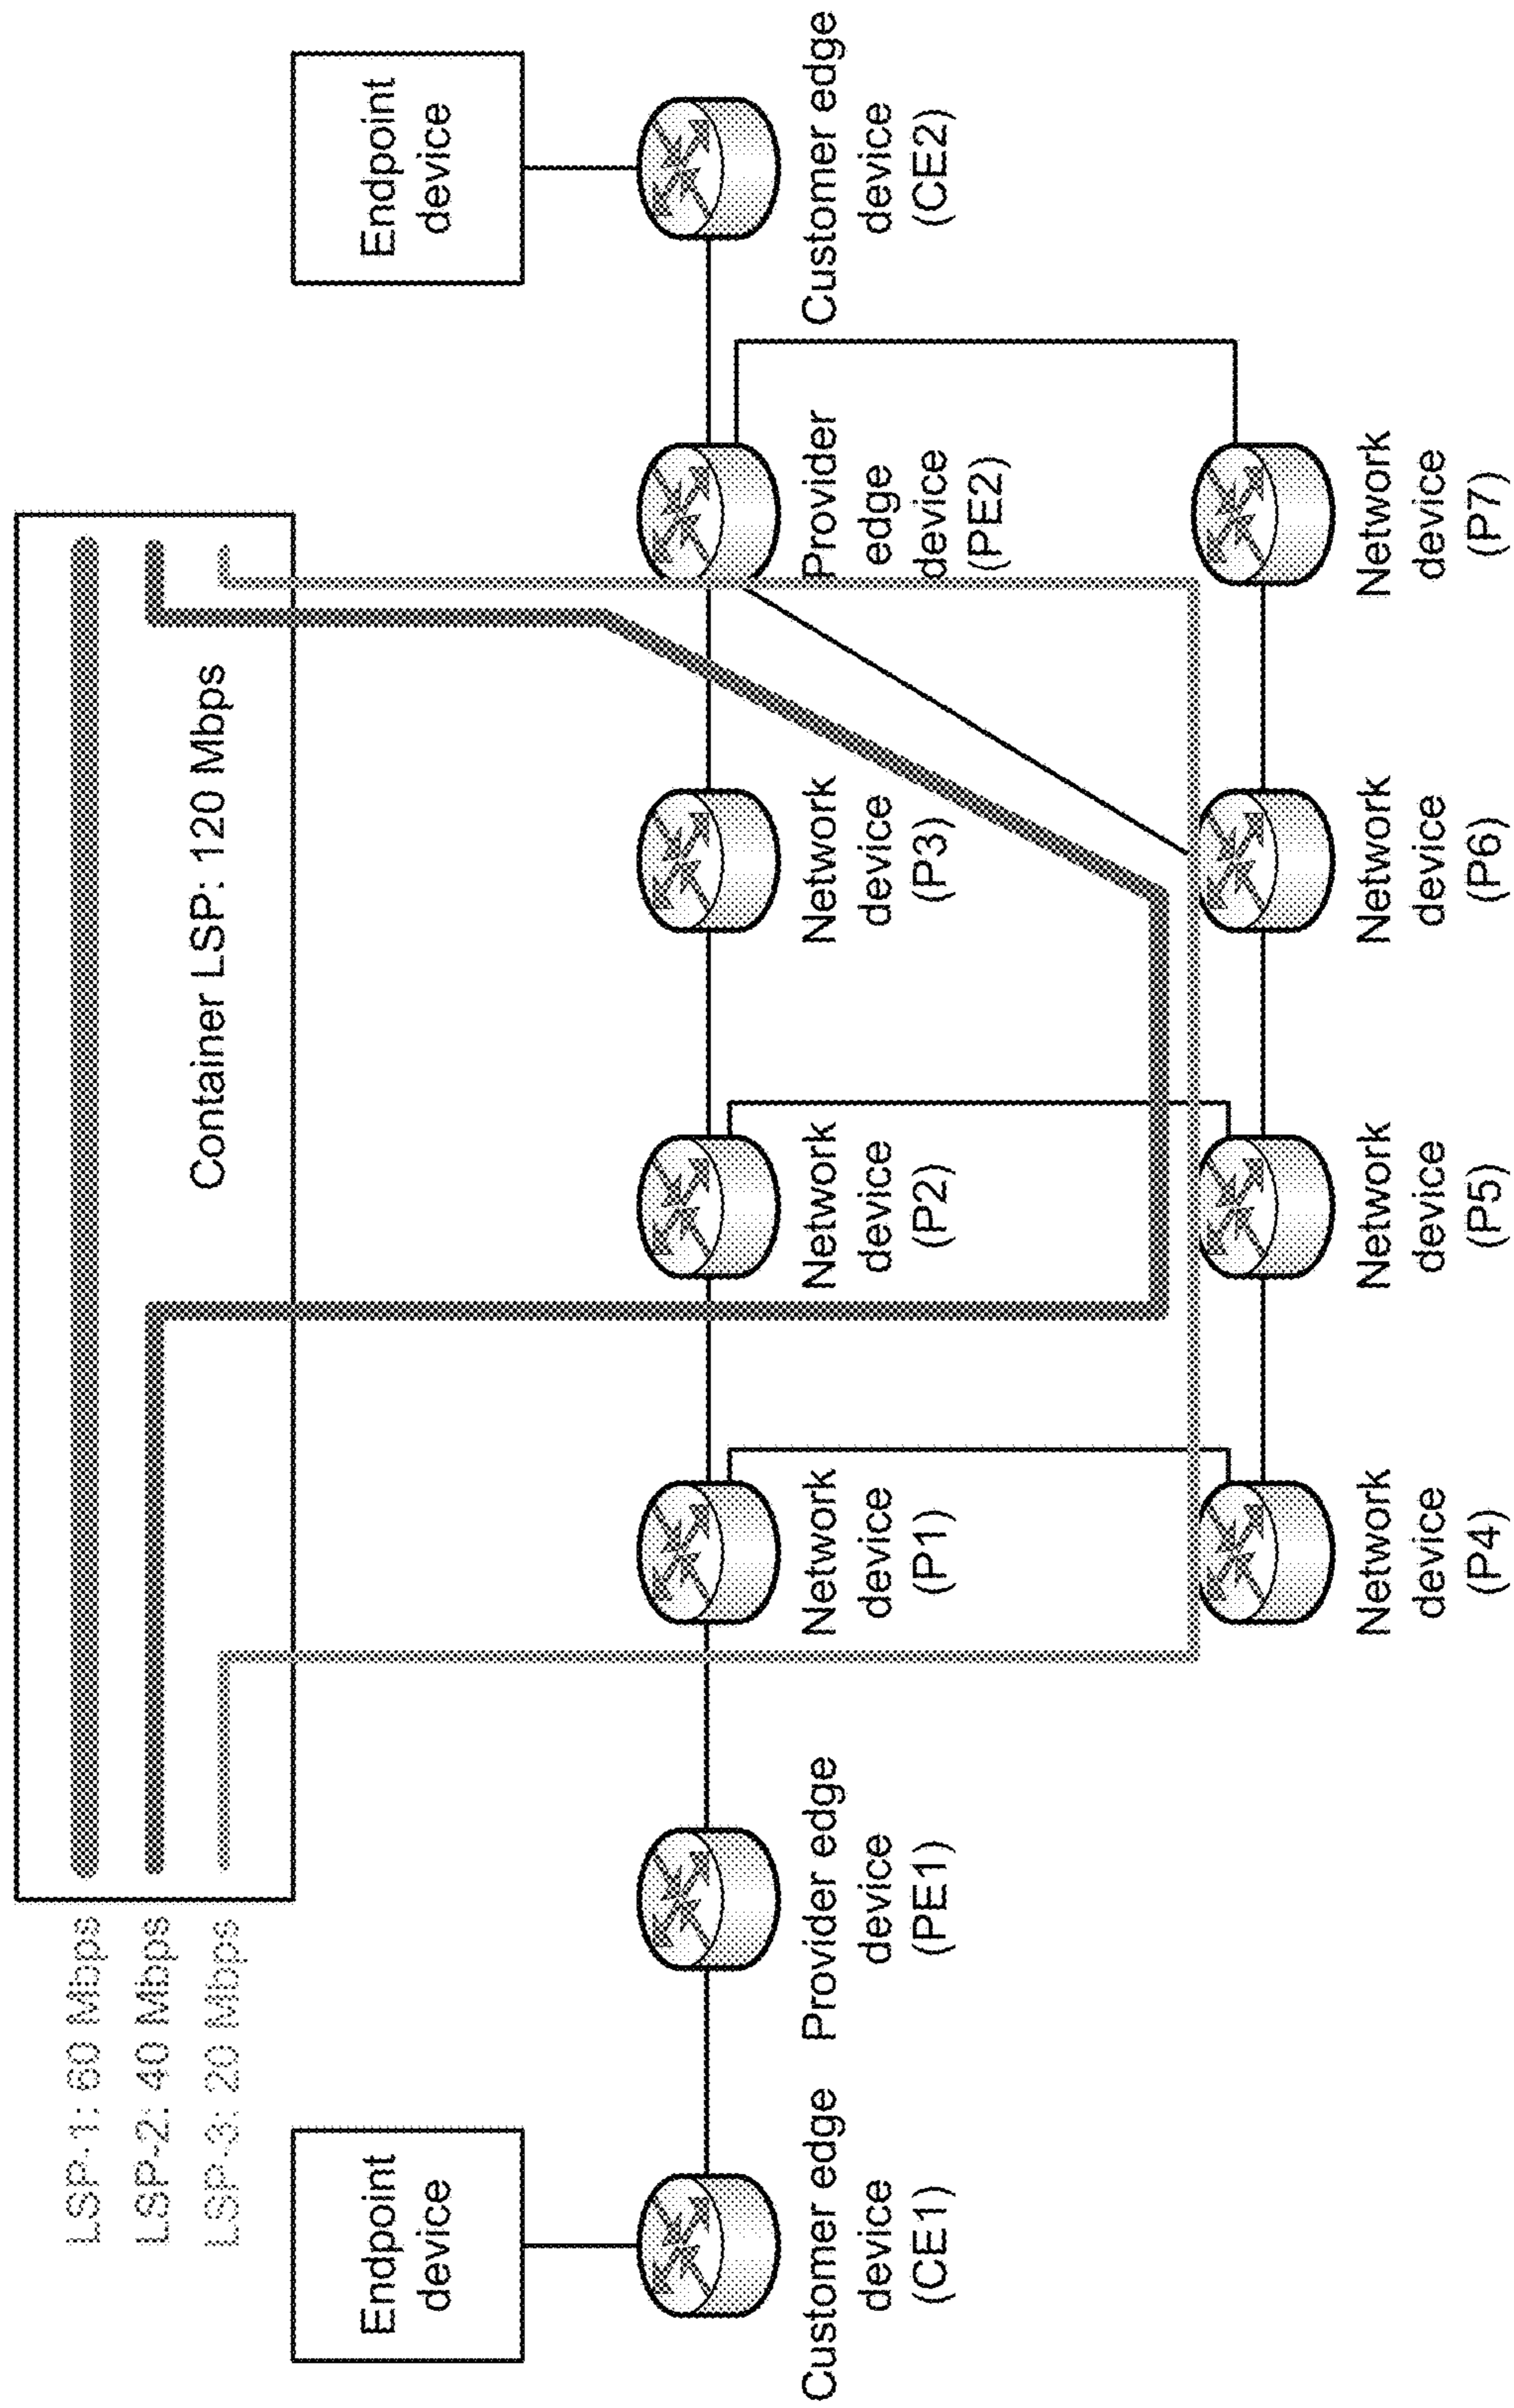 LSP-1: 60 Mbps
LSP-2: 40 Mbps
LSP-3: 20 Mbps
Container LSP: 120 Mbps
Endpoint
device
Endpoint
device
Customer edge
device
(CE1)
Provider edge
device
(PE1)
Network
device
(P1)
Network
device
(P2)
Network
device
(P3)
Provider
edge
device
(PE2)
Customer edge
device
(CE2)
Network
device
(P4)
Network
device
(P5)
Network
device
(P6)
Network
device
(P7)